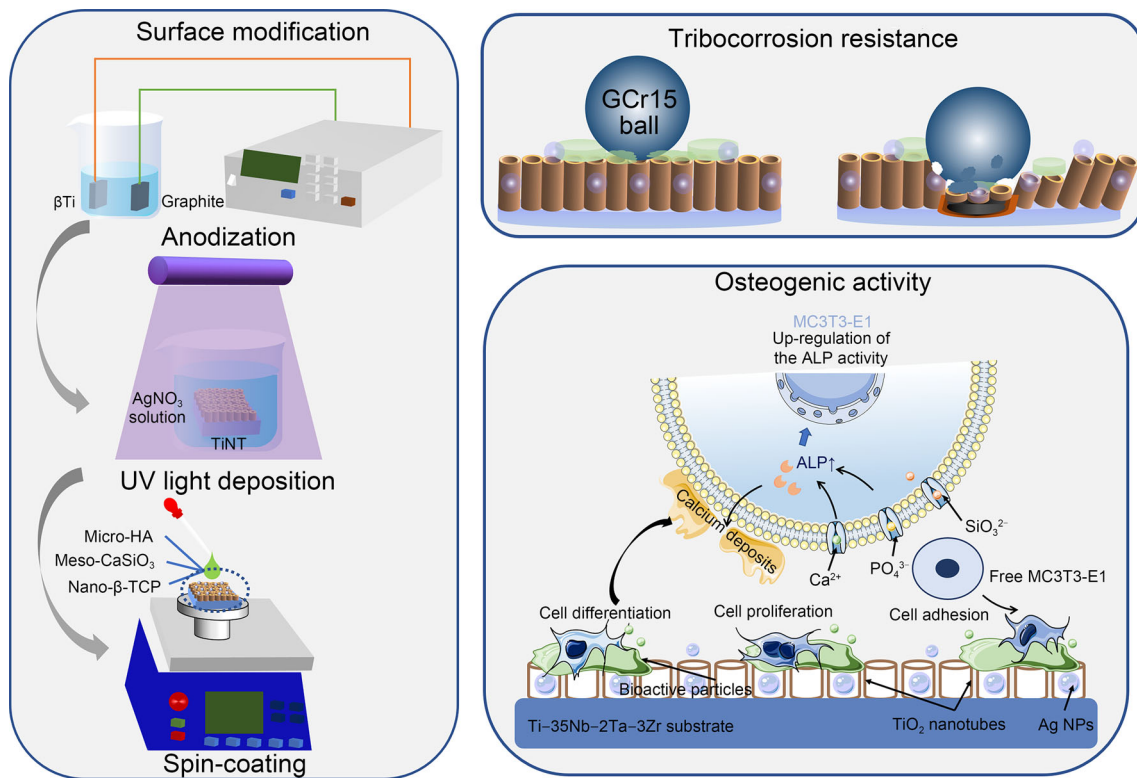 Surface modification
βTi
Graphite
Anodization
AgNO₃
solution
TiNT
UV light deposition
Micro-HA
Meso-CaSiO₃
Nano-β-TCP
Spin-coating
Tribocorrosion resistance
GCr15
ball
Osteogenic activity
MC3T3-E1
Up-regulation of
the ALP activity
ALP↑
Calcium deposits
Ca²⁺
PO₄³⁻
SiO₃²⁻
Free MC3T3-E1
Cell differentiation
Cell proliferation
Cell adhesion
Bioactive particles
Ti–35Nb–2Ta–3Zr substrate
TiO₂ nanotubes
Ag NPs